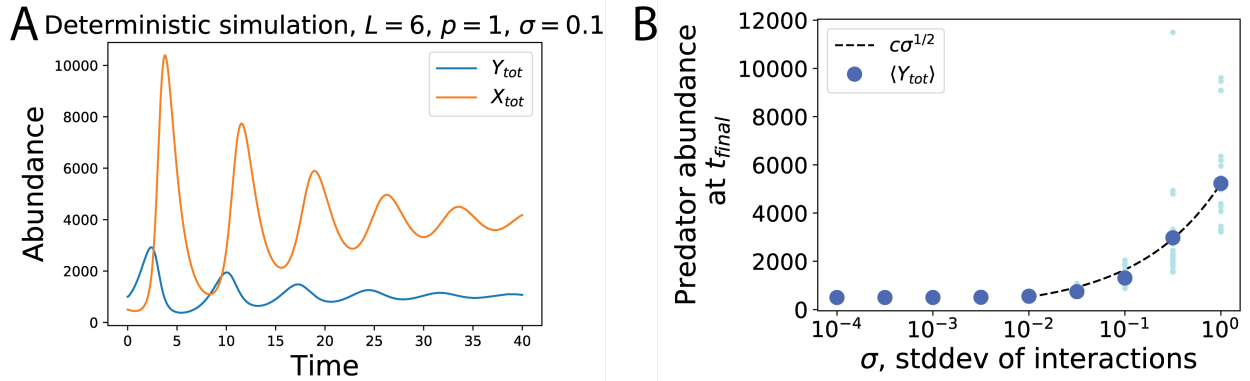 A
Deterministic simulation, L = 6, p = 1, σ = 0.1
Y_tot
X_tot
Abundance
10000
8000
6000
4000
2000
0
0
5
10
15
20
25
30
35
40
Time
B
cσ^{1/2}
⟨Y_tot⟩
Predator abundance
at t_final
12000
10000
8000
6000
4000
2000
0
10^{-4}
10^{-3}
10^{-2}
10^{-1}
10^{0}
σ, stddev of interactions